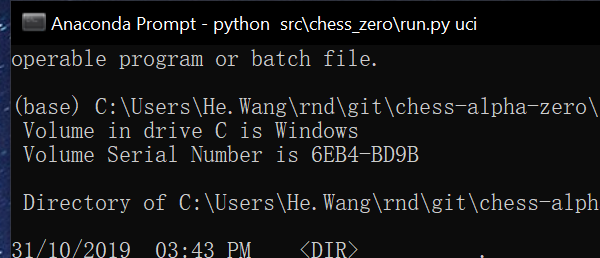 Anaconda Prompt - python  src\chess_zero\run.py uci
operable program or batch file.
(base) C:\Users\He.Wang\rnd\git\chess-alpha-zero\
Volume in drive C is Windows
Volume Serial Number is 6EB4-BD9B
Directory of C:\Users\He.Wang\rnd\git\chess-alph
31/10/2019  03:43 PM    <DIR>          .